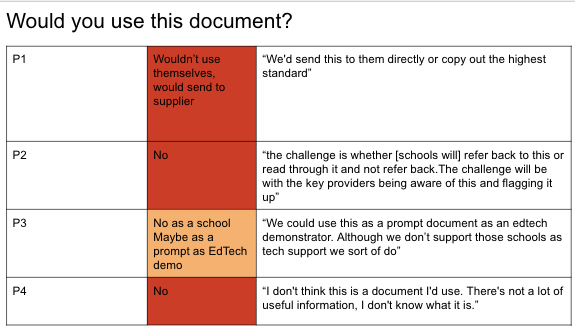 Would you use this document?
P1
Wouldn't use
themselves,
would send to
supplier
“We'd send this to them directly or copy out the highest
standard”
P2
No
“the challenge is whether [schools will] refer back to this or
read through it and not refer back.The challenge will
be with the key providers being aware of this and flagging it
up”
P3
No as a school
Maybe as a
prompt as EdTech
demo
“We could use this as a prompt document as an edtech
demonstrator. Although we don’t support those schools as
tech support we sort of do”
P4
No
“I don't think this is a document I'd use. There's not a lot of
useful information, I don't know what it is.”